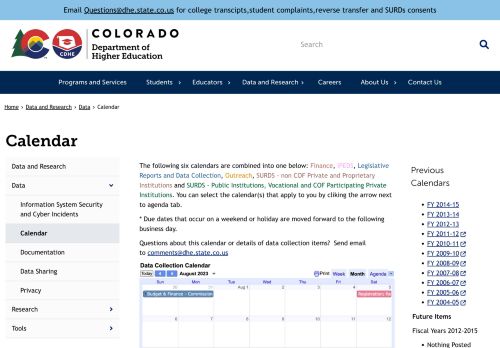 Email Questions@dhe.state.co.us for college transcipts,student complaints,reverse transfer and SURDs consents
CDHE
COLORADO
Department of
Higher Education
Search
Programs and Services
Students
Educators
Data and Research
Careers
About Us
Contact Us
Home › Data and Research › Data › Calendar
Calendar
Data and Research
Data
Information System Security
and Cyber Incidents
Calendar
Documentation
Data Sharing
Privacy
Research
Tools
The following six calendars are combined into one below: Finance, IPEDS, Legislative
Reports and Data Collection, Outreach, SURDS - non COF Private and Proprietary
Institutions and SURDS - Public Institutions, Vocational and COF Participating Private
Institutions. You can select the calendar(s) that apply to you by cliking the arrow next
to agenda tab.
* Due dates that occur on a weekend or holiday are moved forward to the following
business day.
Questions about this calendar or details of data collection items? Send email
to comments@dhe.state.co.us
Data Collection Calendar
Today
August 2023
Print
Week
Month
Agenda
Sun
Mon
Tue
Wed
Thu
Fri
Sat
30
31
Aug 1
2
3
4
5
Budget & Finance - Commission
Registration; Re
6
7
8
9
10
11
12
Previous
Calendars
FY 2014-15
FY 2013-14
FY 2012-13
FY 2011-12
FY 2010-11
FY 2009-10
FY 2008-09
FY 2007-08
FY 2006-07
FY 2005-06
FY 2004-05
Future Items
Fiscal Years 2012-2015
Nothing Posted